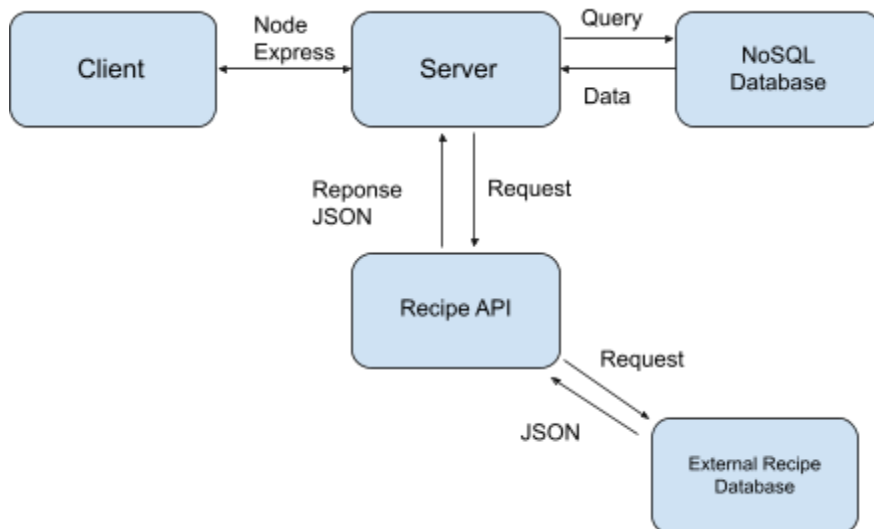 Client
Node
Express
Server
Query
Data
NoSQL
Database
Reponse
JSON
Request
Recipe API
Request
JSON
External Recipe
Database